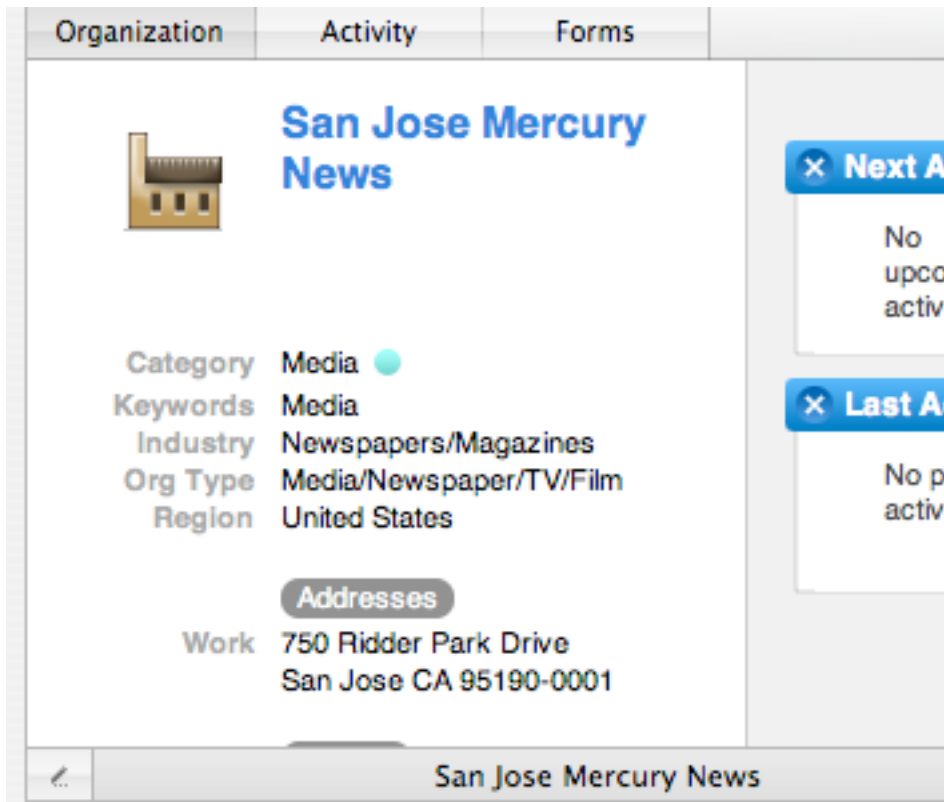 Organization Activity Forms
San Jose Mercury
News
Category Media
Keywords Media
Industry Newspapers/Magazines
Org Type Media/Newspaper/TV/Film
Region United States
Addresses
Work 750 Ridder Park Drive
San Jose CA 95190-0001
Next A
No
upco
activ
Last A
No p
activ
San Jose Mercury News